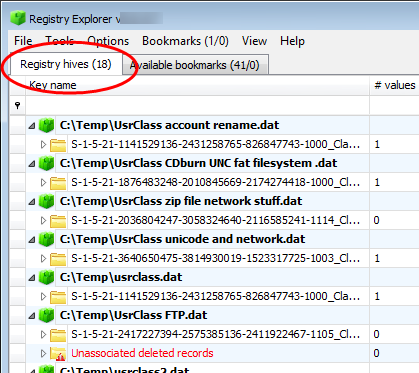 Registry Explorer v
File Tools Options Bookmarks (1/0) View Help
Registry hives (18) Available bookmarks (41/0)
Key name # values
C:\Temp\UsrClass account rename.dat
S-1-5-21-1141529136-2431258765-826847743-1000_Cla... 1
C:\Temp\UsrClass CDburn UNC fat filesystem .dat
S-1-5-21-1876483248-2010845669-2174274418-1000_Cl... 1
C:\Temp\UsrClass zip file network stuff.dat
S-1-5-21-2036804247-3058324640-2116585241-1114_Cl... 0
C:\Temp\UsrClass unicode and network.dat
S-1-5-21-3640650475-3814930019-1523317725-1003_Cl... 1
C:\Temp\usrclass.dat
S-1-5-21-1141529136-2431258765-826847743-1000_Cla... 1
C:\Temp\UsrClass FTP.dat
S-1-5-21-2417227394-2575385136-2411922467-1105_Cl... 0
Unassociated deleted records 0
C:\Temp\usrclass2.dat